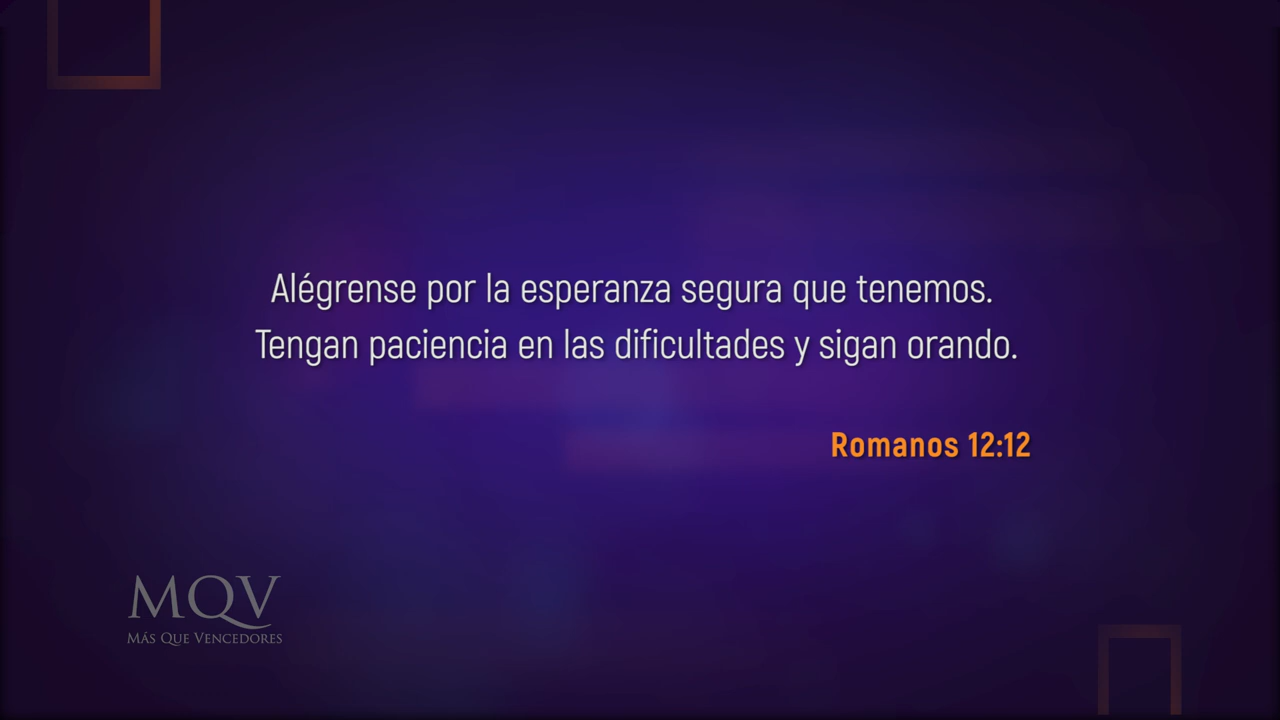 Alégrense por la esperanza segura que tenemos.
Tengan paciencia en las dificultades y sigan orando.
Romanos 12:12
MQV
Más Que Vencedores